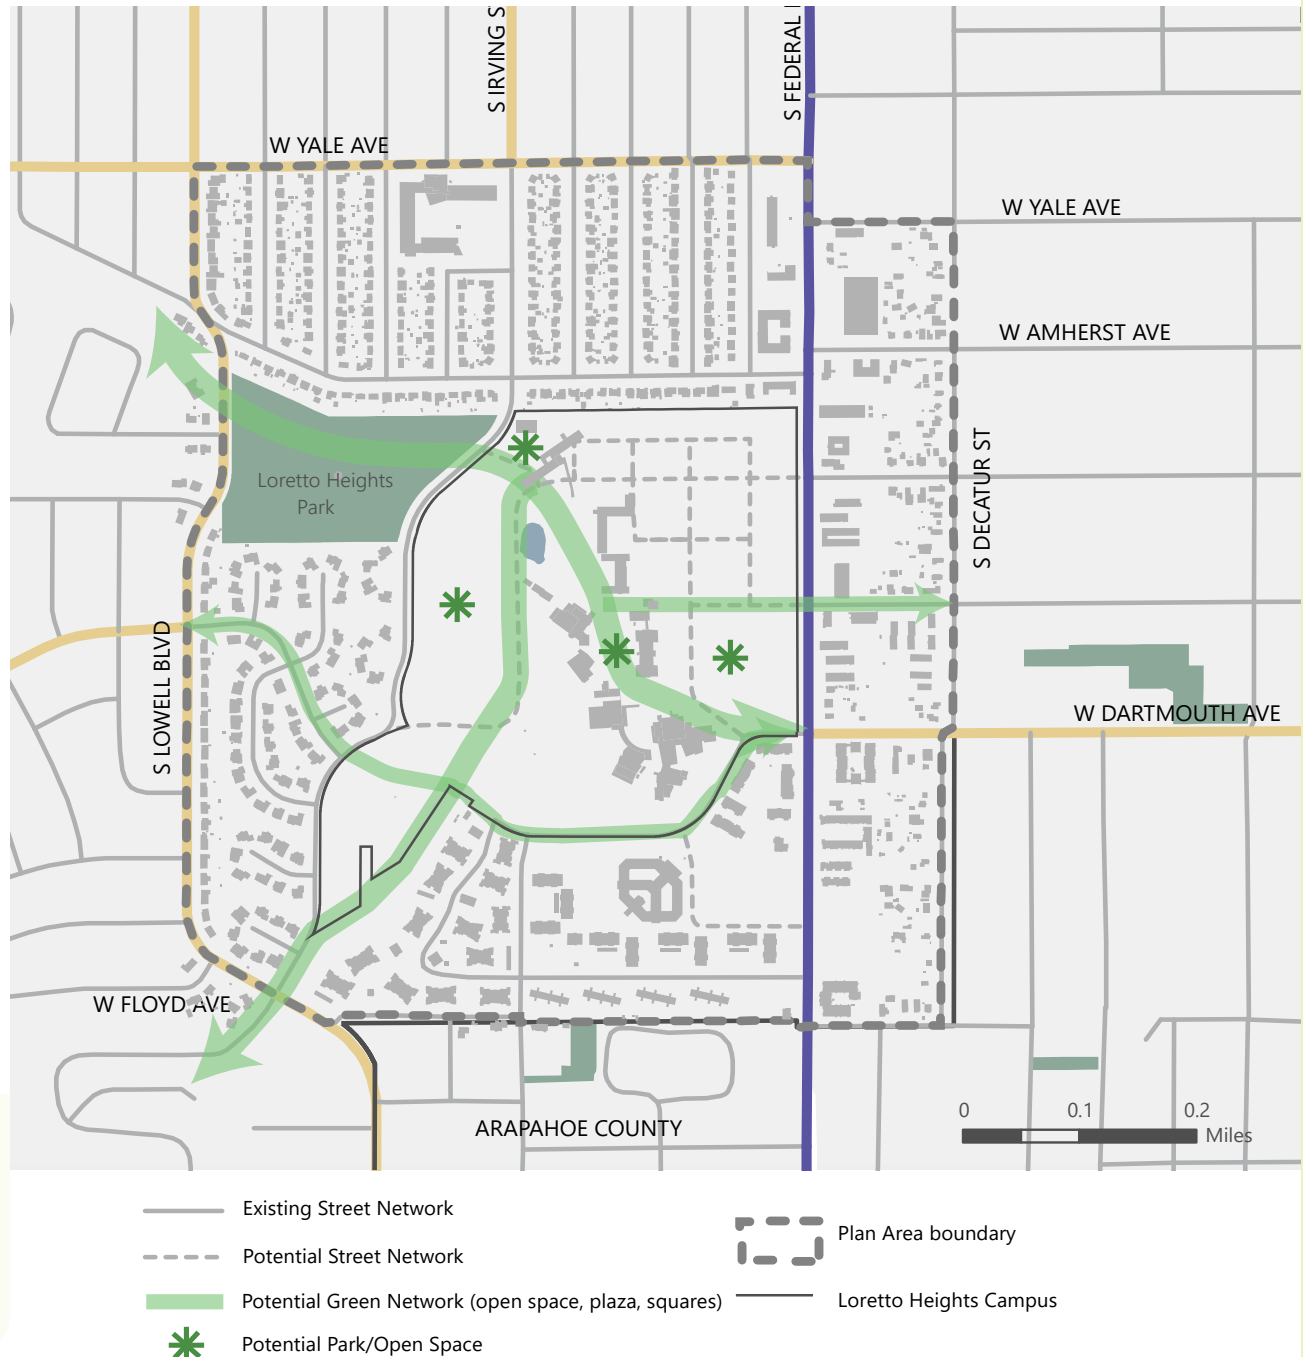 S IRVING S
S FEDERAL
W YALE AVE
W YALE AVE
W AMHERST AVE
S DECATUR ST
Loretto Heights
Park
S LOWELL BLVD
W DARTMOUTH AVE
W FLOYD AVE
ARAPAHOE COUNTY
0 0.1 0.2
Miles
Existing Street Network
Potential Street Network
Potential Green Network (open space, plaza, squares)
Potential Park/Open Space
Plan Area boundary
Loretto Heights Campus